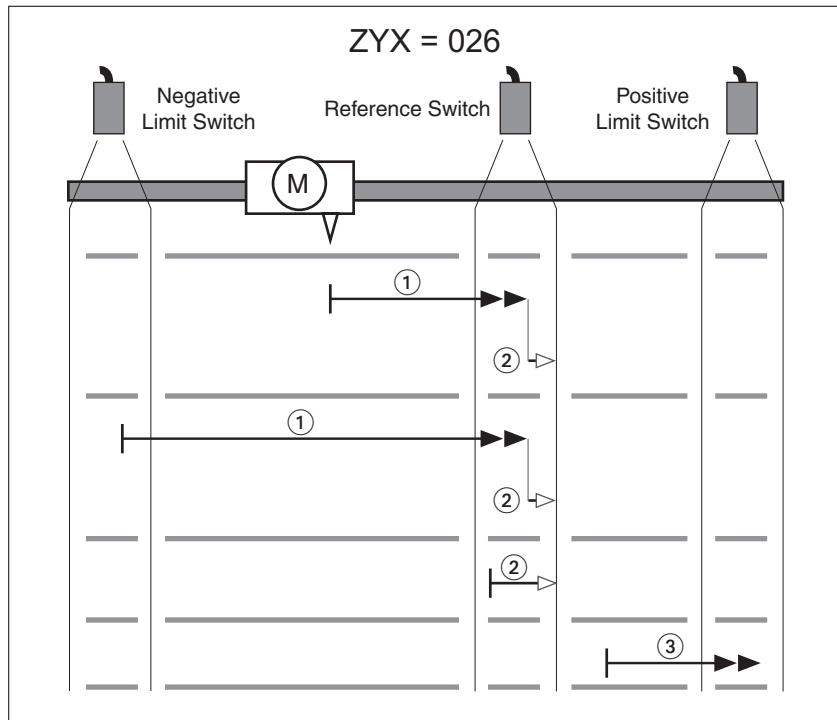 ZYX = 026
Negative
Limit Switch
Reference Switch
Positive
Limit Switch
M
1
2
1
2
2
3